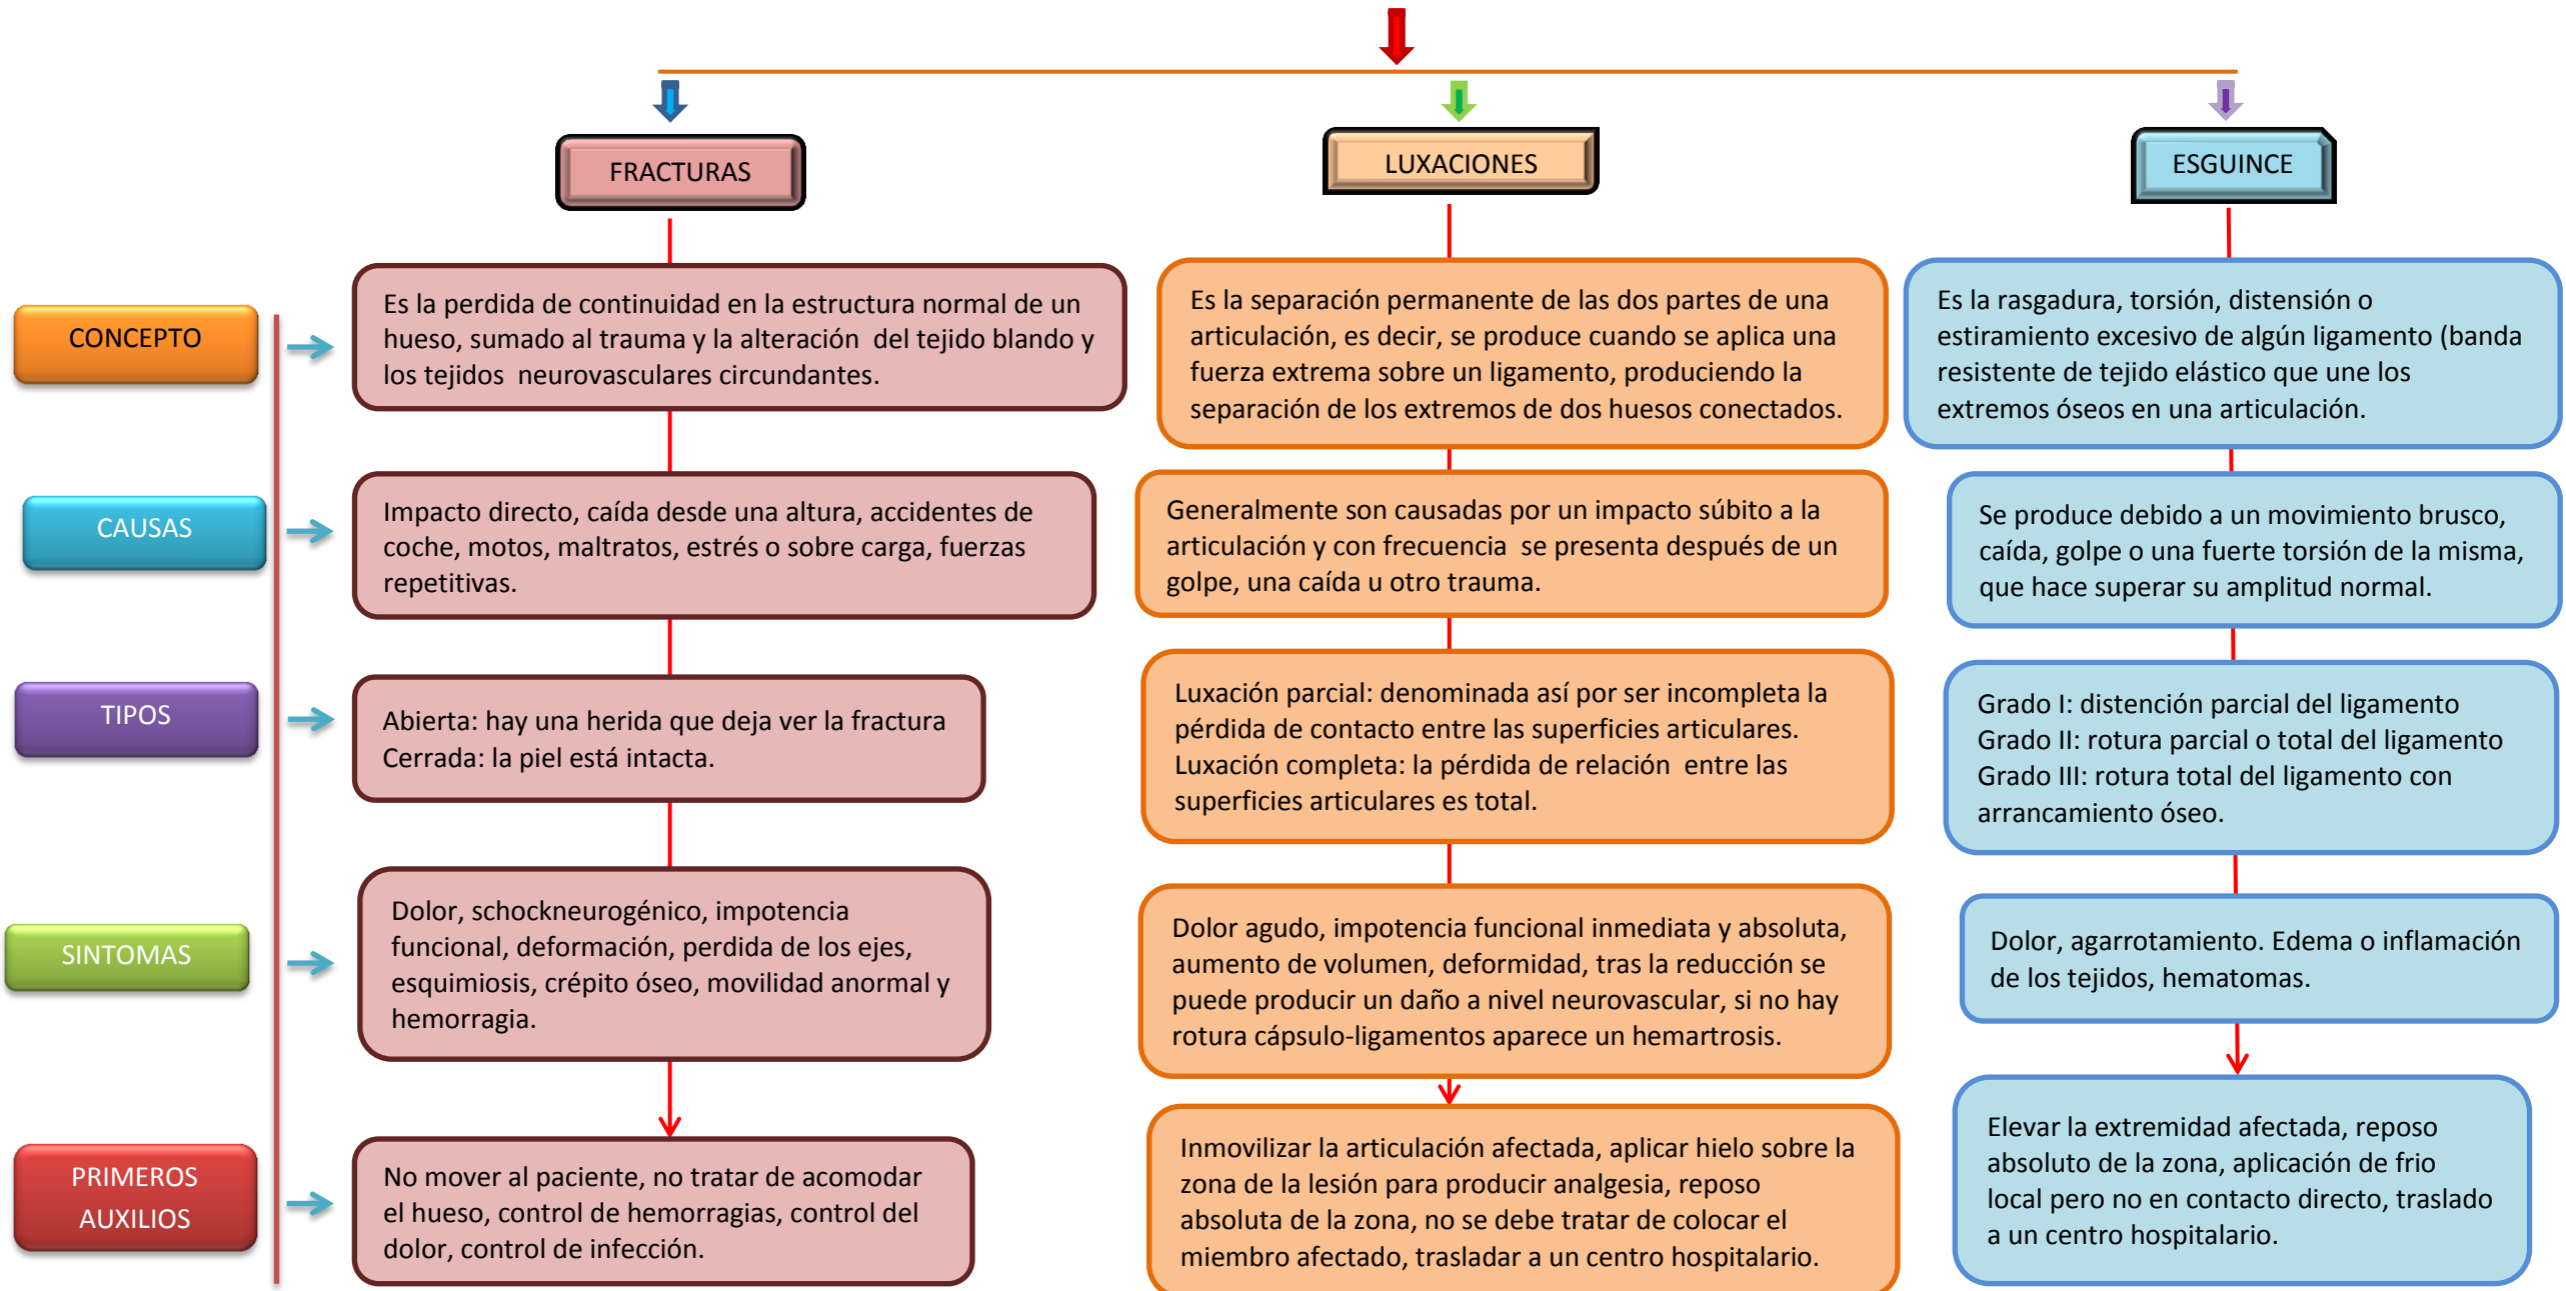 FRACTURAS
LUXACIONES
ESGUINCE
CONCEPTO
Es la perdida de continuidad en la estructura normal de un
hueso, sumado al trauma y la alteración del tejido blando y
los tejidos neurovasculares circundantes.
Es la separación permanente de las dos partes de una
articulación, es decir, se produce cuando se aplica una
fuerza extrema sobre un ligamento, produciendo la
separación de los extremos de dos huesos conectados.
Es la rasgadura, torsión, distensión o
estiramiento excesivo de algún ligamento (banda
resistente de tejido elástico que une los
extremos óseos en una articulación.
CAUSAS
Impacto directo, caída desde una altura, accidentes de
coche, motos, maltratos, estrés o sobre carga, fuerzas
repetitivas.
Generalmente son causadas por un impacto súbito a la
articulación y con frecuencia se presenta después de un
golpe, una caída u otro trauma.
Se produce debido a un movimiento brusco,
caída, golpe o una fuerte torsión de la misma,
que hace superar su amplitud normal.
TIPOS
Abierta: hay una herida que deja ver la fractura
Cerrada: la piel está intacta.
Luxación parcial: denominada así por ser incompleta la
pérdida de contacto entre las superficies articulares.
Luxación completa: la pérdida de relación entre las
superficies articulares es total.
Grado I: distención parcial del ligamento
Grado II: rotura parcial o total del ligamento
Grado III: rotura total del ligamento con
arrancamiento óseo.
SINTOMAS
Dolor, schockneurogénico, impotencia
funcional, deformación, perdida de los ejes,
esquimiosis, crépito óseo, movilidad anormal y
hemorragia.
Dolor agudo, impotencia funcional inmediata y absoluta,
aumento de volumen, deformidad, tras la reducción se
puede producir un daño a nivel neurovascular, si no hay
rotura cápsulo-ligamentos aparece un hemartrosis.
Dolor, agarrotamiento. Edema o inflamación
de los tejidos, hematomas.
PRIMEROS
AUXILIOS
No mover al paciente, no tratar de acomodar
el hueso, control de hemorragias, control del
dolor, control de infección.
Inmovilizar la articulación afectada, aplicar hielo sobre la
zona de la lesión para producir analgesia, reposo
absoluta de la zona, no se debe tratar de colocar el
miembro afectado, trasladar a un centro hospitalario.
Elevar la extremidad afectada, reposo
absoluto de la zona, aplicación de frio
local pero no en contacto directo, traslado
a un centro hospitalario.